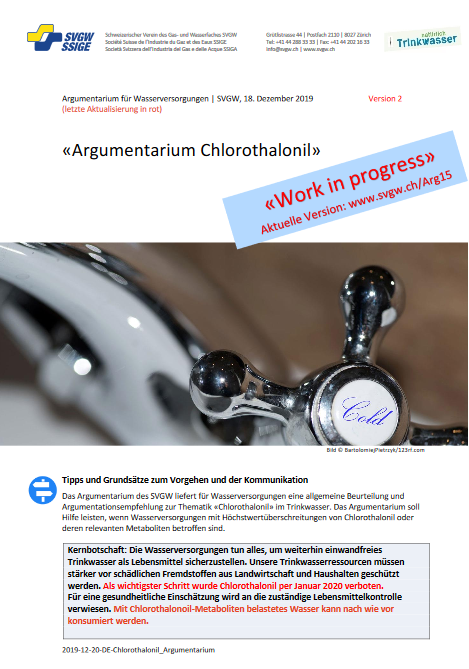 SVGW
SSIGE
Schweizerischer Verein des Gas- und Wasserfaches SVGW
Société Suisse de l'Industrie du Gaz et des Eaux SSIGE
Società Svizzera dell'Industria del Gas e delle Acque SSIGA
Grütlistrasse 44 | Postfach 2110 | 8027 Zürich
Tel: +41 44 288 33 33 | Fax: +41 44 202 16 33
info@svgw.ch | www.svgw.ch
natürlich
Trinkwasser
Argumentarium für Wasserversorgungen | SVGW, 18. Dezember 2019
Version 2
(letzte Aktualisierung in rot)
«Argumentarium Chlorothalonil»
«Work in progress»
Aktuelle Version: www.svgw.ch/Arg15
Cold
Bild © BartolomiejPietrzyk/123rf.com
Tipps und Grundsätze zum Vorgehen und der Kommunikation
Das Argumentarium des SVGW liefert für Wasserversorgungen eine allgemeine Beurteilung und
Argumentationsempfehlung zur Thematik «Chlorothalonil» im Trinkwasser. Das Argumentarium soll
Hilfe leisten, wenn Wasserversorgungen mit Höchstwertüberschreitungen von Chlorothalonil oder
deren relevanten Metaboliten betroffen sind.
Kernbotschaft: Die Wasserversorgungen tun alles, um weiterhin einwandfreies
Trinkwasser als Lebensmittel sicherzustellen. Unsere Trinkwasserressourcen müssen
stärker vor schädlichen Fremdstoffen aus Landwirtschaft und Haushalten geschützt
werden. Als wichtigster Schritt wurde Chlorothalonil per Januar 2020 verboten.
Für eine gesundheitliche Einschätzung wird an die zuständige Lebensmittelkontrolle
verwiesen. Mit Chlorothalonoil-Metaboliten belastetes Wasser kann nach wie vor
konsumiert werden.
2019-12-20-DE-Chlorothalonil_Argumentarium